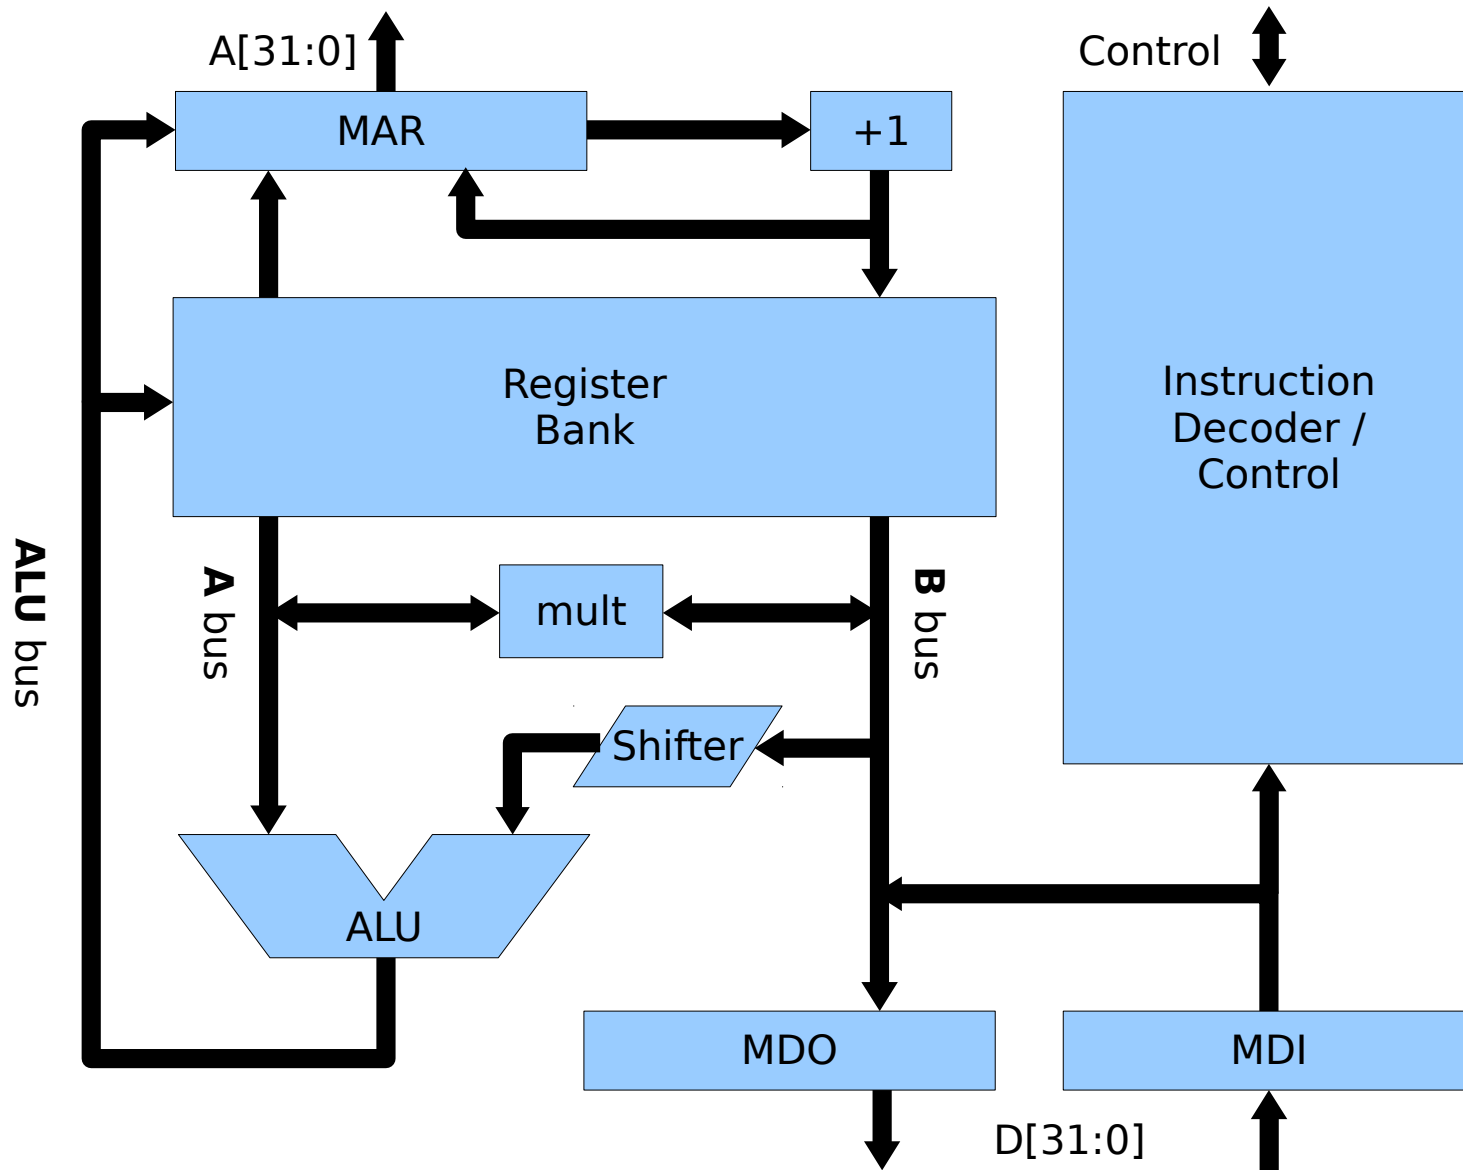 A[31:0]
Control
MAR
+1
Register
Bank
Instruction
Decoder /
Control
ALU bus
A bus
mult
B bus
Shifter
ALU
MDO
MDI
D[31:0]